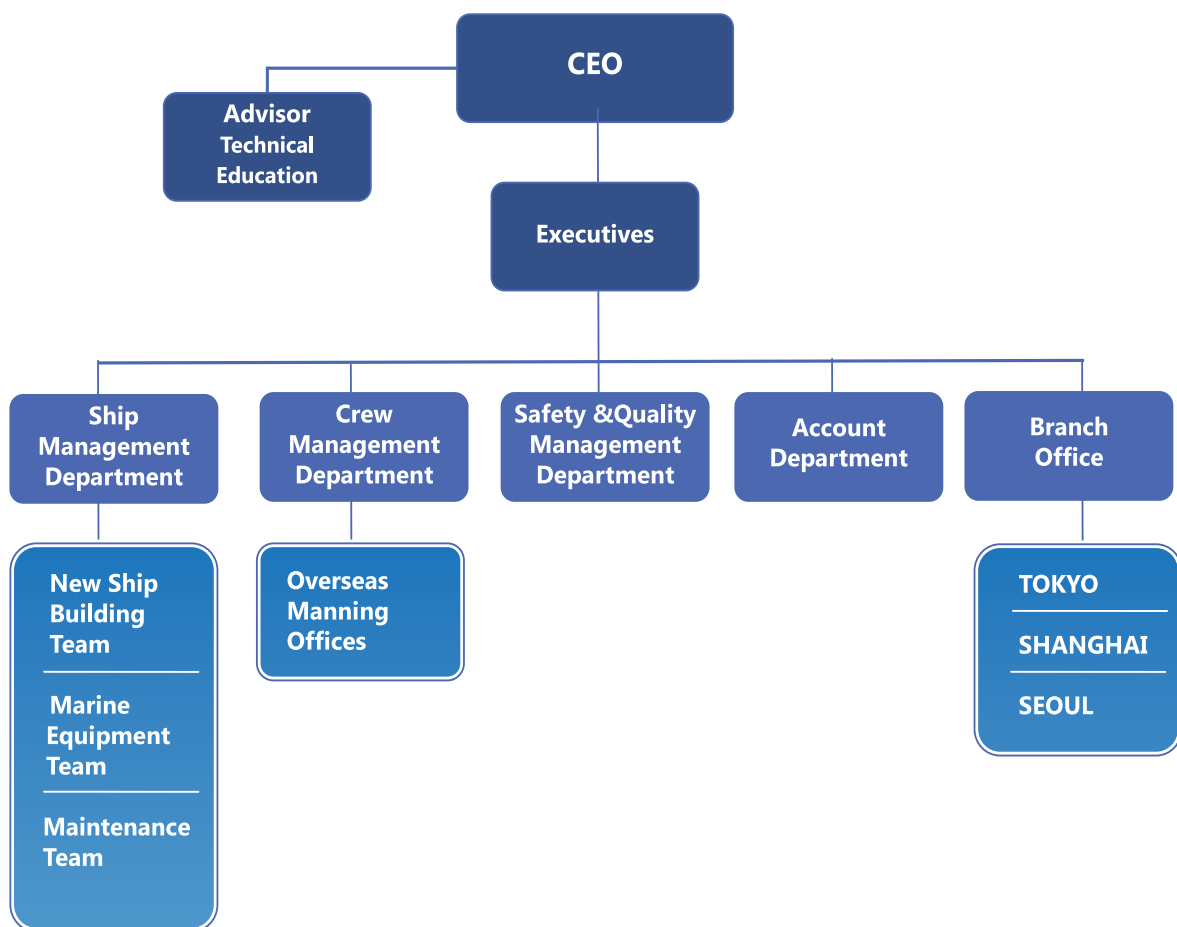 CEO
Advisor
Technical
Education
Executives
Ship
Management
Department
Crew
Management
Department
Safety &Quality
Management
Department
Account
Department
Branch
Office
New Ship
Building
Team
Marine
Equipment
Team
Maintenance
Team
Overseas
Manning
Offices
TOKYO
SHANGHAI
SEOUL